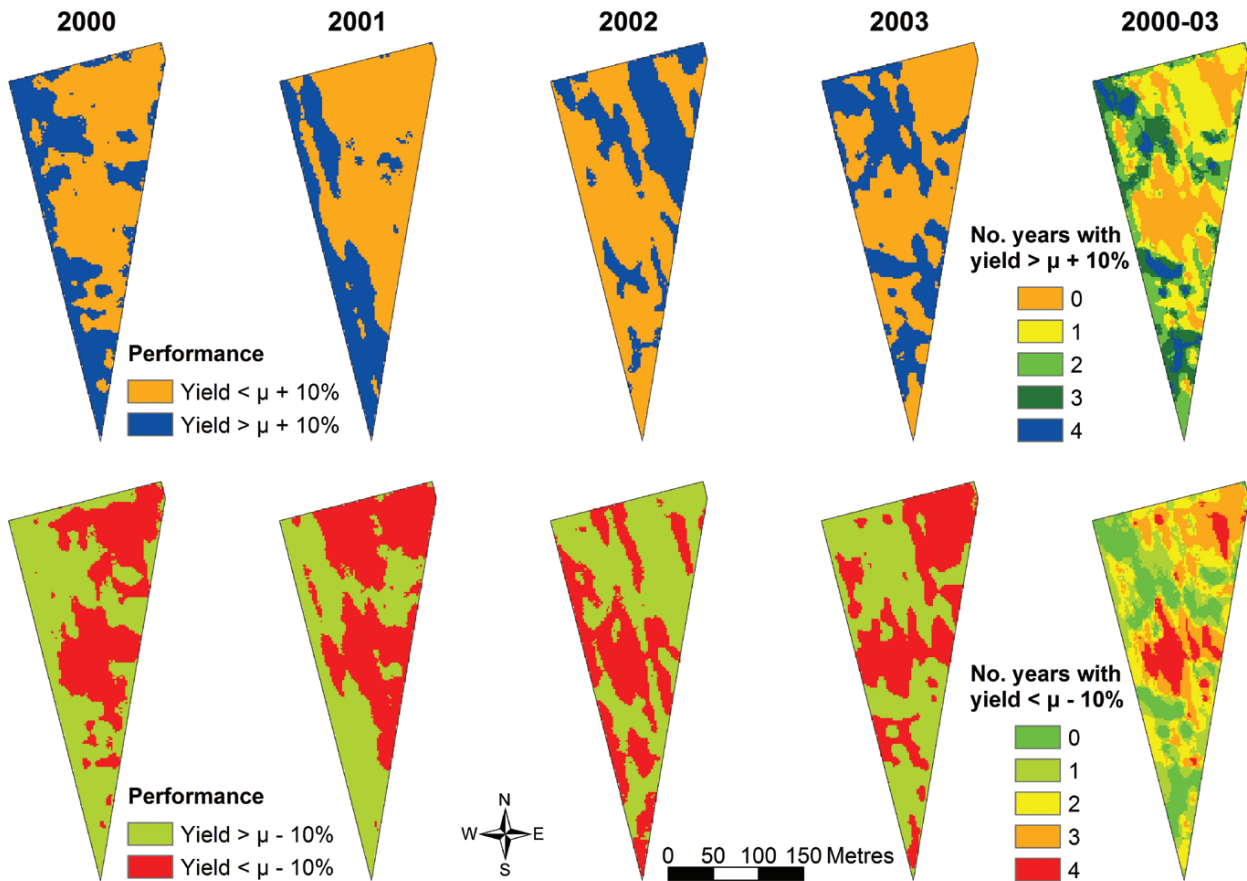 2000
2001
2002
2003
2000-03
Performance
Yield < µ + 10%
Yield > µ + 10%
No. years with
yield > µ + 10%
0
1
2
3
4
Performance
Yield > µ - 10%
Yield < µ - 10%
N
W
E
S
0 50 100 150 Metres
No. years with
yield < µ - 10%
0
1
2
3
4